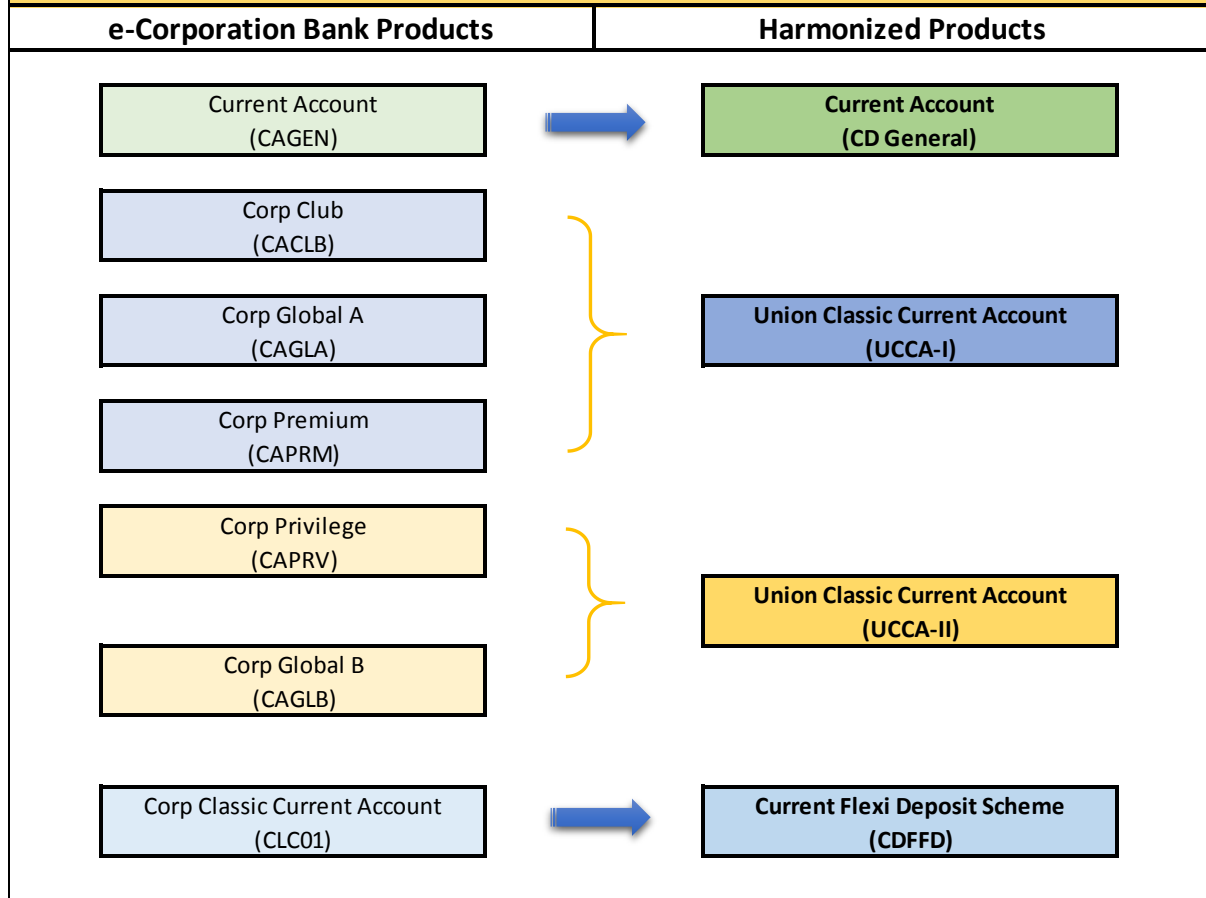 e-Corporation Bank Products
Harmonized Products
Current Account
(CAGEN)
Current Account
(CD General)
Corp Club
(CACLB)
Corp Global A
(CAGLA)
Corp Premium
(CAPRM)
Union Classic Current Account
(UCCA-I)
Corp Privilege
(CAPRV)
Corp Global B
(CAGLB)
Union Classic Current Account
(UCCA-II)
Corp Classic Current Account
(CLC01)
Current Flexi Deposit Scheme
(CDFFD)